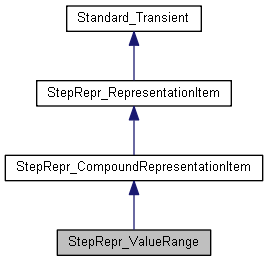 Standard_Transient
StepRepr_RepresentationItem
StepRepr_CompoundRepresentationItem
StepRepr_ValueRange